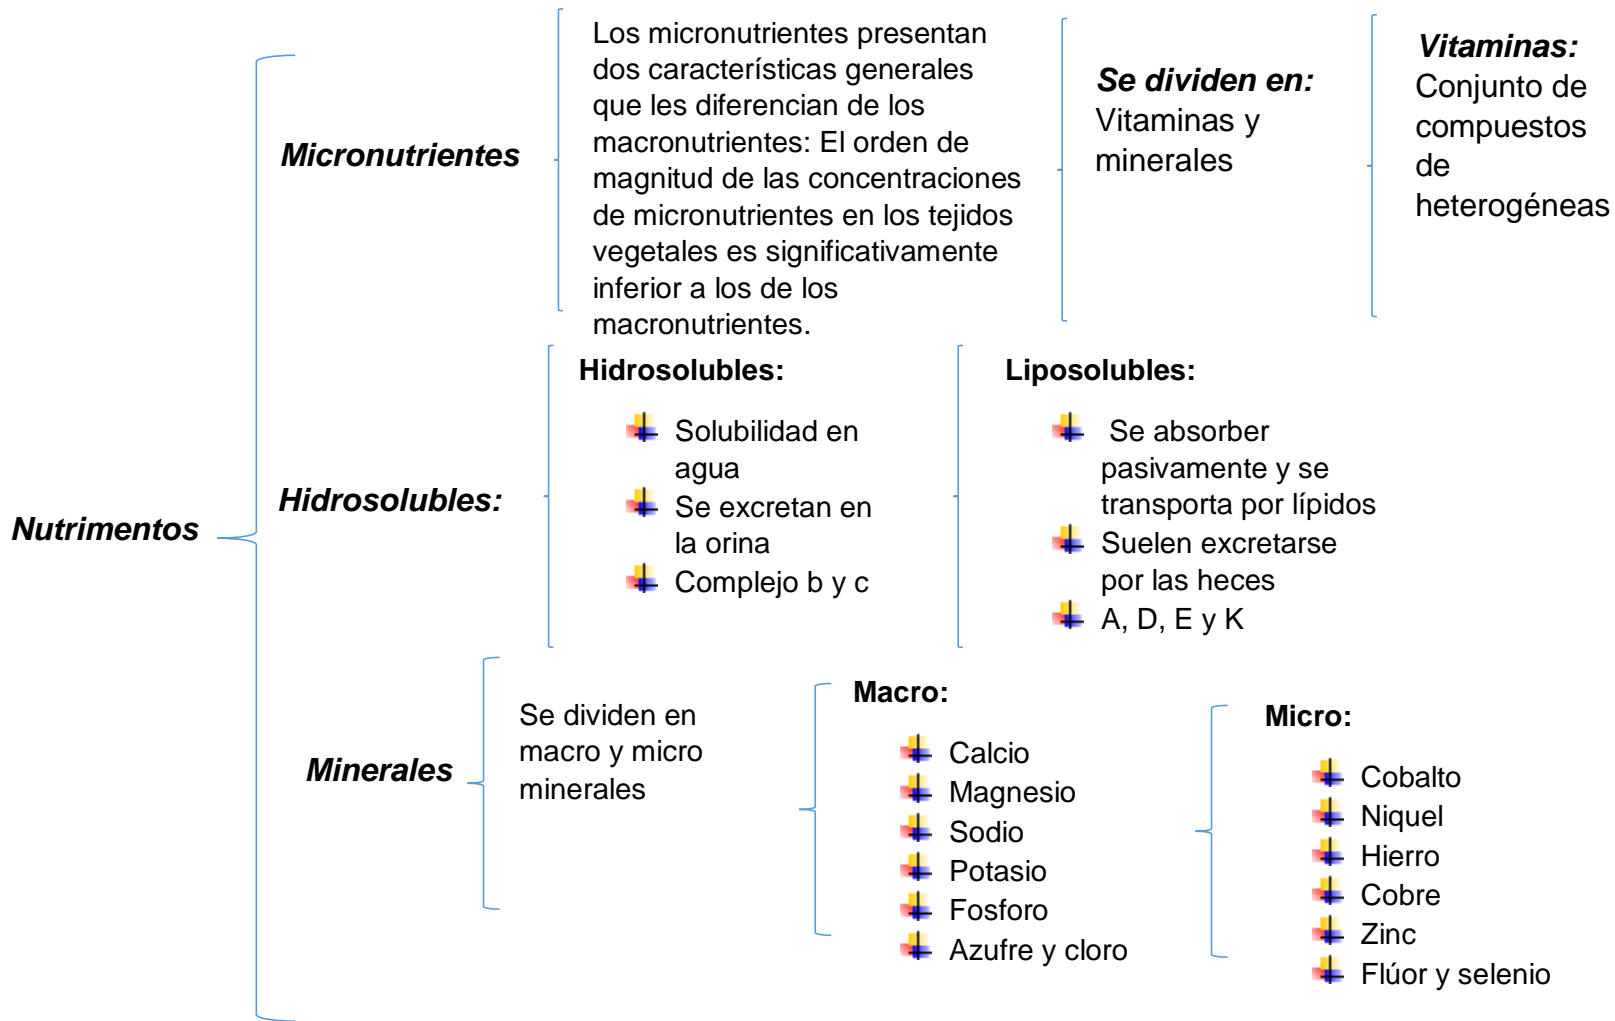 Nutrimentos
Micronutrientes
Los micronutrientes presentan
dos características generales
que les diferencian de los
macronutrientes: El orden de
magnitud de las concentraciones
de micronutrientes en los tejidos
vegetales es significativamente
inferior a los de los
macronutrientes.
Se dividen en:
Vitaminas y
minerales
Vitaminas:
Conjunto de
compuestos
de
heterogéneas
Hidrosolubles:
Hidrosolubles:
Solubilidad en
agua
Se excretan en
la orina
Complejo b y c
Liposolubles:
Se absorber
pasivamente y se
transporta por lípidos
Suelen excretarse
por las heces
A, D, E y K
Minerales
Se dividen en
macro y micro
minerales
Macro:
Calcio
Magnesio
Sodio
Potasio
Fosforo
Azufre y cloro
Micro:
Cobalto
Niquel
Hierro
Cobre
Zinc
Flúor y selenio